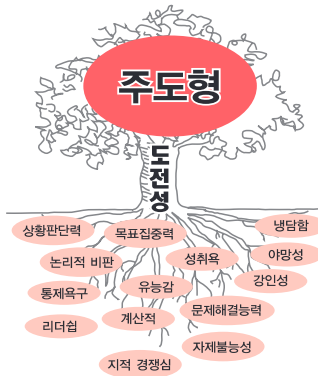 주도형
도
전
성
상황판단력
목표집중력
냉담함
논리적 비판
성취욕
야망성
통제욕구
유능감
강인성
리더쉽
계산적
문제해결능력
자제불능성
지적 경쟁심